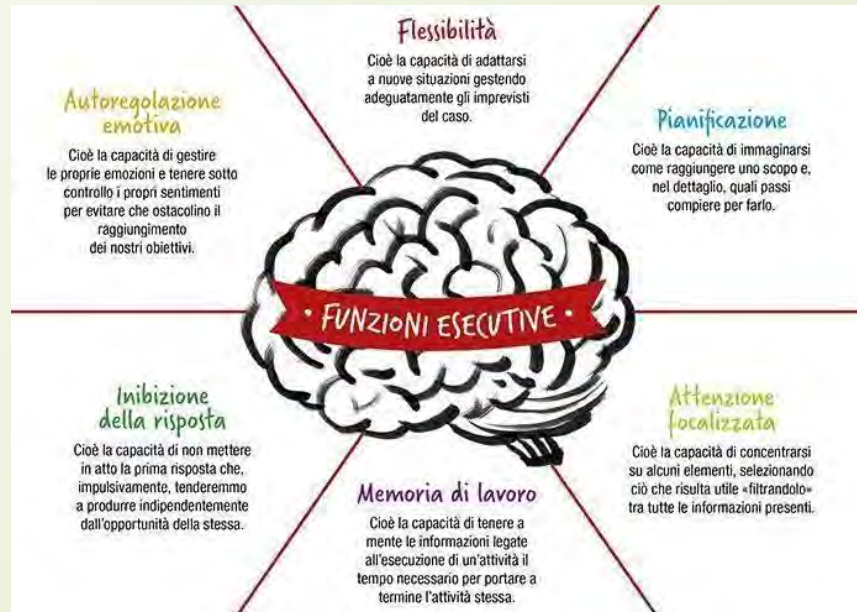 Flessibilità
Cioè la capacità di adattarsi
a nuove situazioni gestendo
adeguatamente gli imprevisti
del caso.
Autoregolazione
emotiva
Cioè la capacità di gestire
le proprie emozioni e tenere sotto
controllo i propri sentimenti
per evitare che ostacolino il
raggiungimento
dei nostri obiettivi.
Pianificazione
Cioè la capacità di immaginarsi
come raggiungere uno scopo e,
nel dettaglio, quali passi
compiere per farlo.
• FUNZIONI ESECUTIVE •
Inibizione
della risposta
Cioè la capacità di non mettere
in atto la prima risposta che,
impulsivamente, tenderemmo
a produrre indipendentemente
dall'opportunità della stessa.
Memoria di lavoro
Cioè la capacità di tenere a
mente le informazioni legate
all'esecuzione di un'attività il
tempo necessario per portare a
termine l'attività stessa.
Attenzione
focalizzata
Cioè la capacità di concentrarsi
su alcuni elementi, selezionando
ciò che risulta utile «filtrandolo»
tra tutte le informazioni presenti.